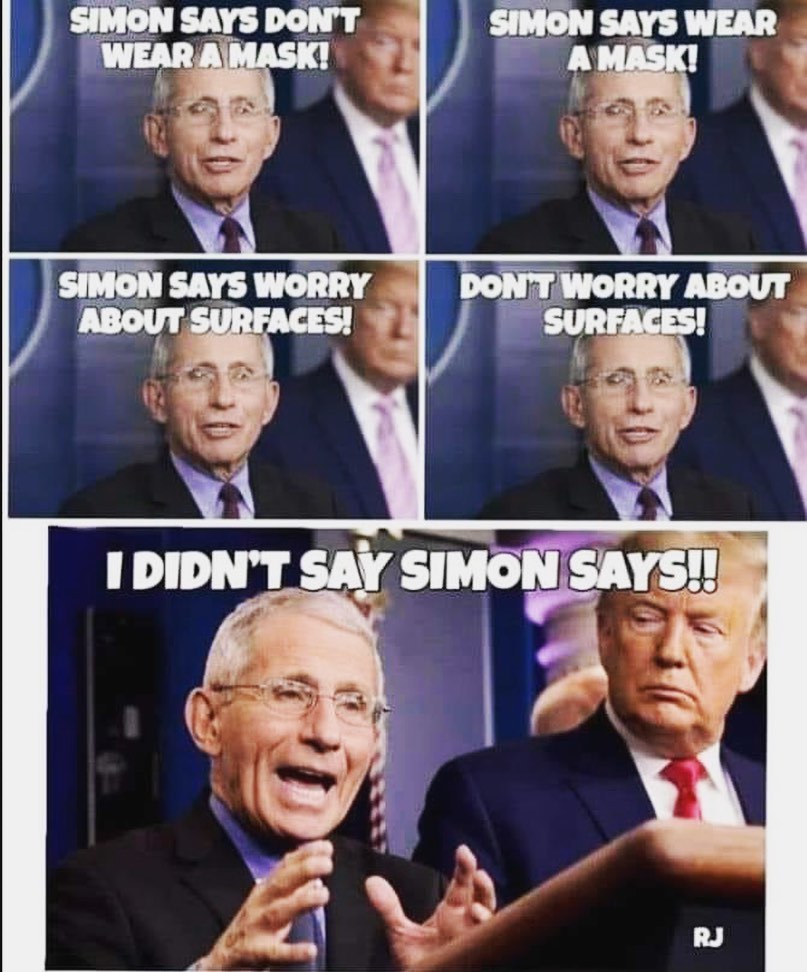 SIMON SAYS DON'T
WEAR A MASK!
SIMON SAYS WEAR
A MASK!
SIMON SAYS WORRY
ABOUT SURFACES!
DON'T WORRY ABOUT
SURFACES!
I DIDN'T SAY SIMON SAYS!!
RJ